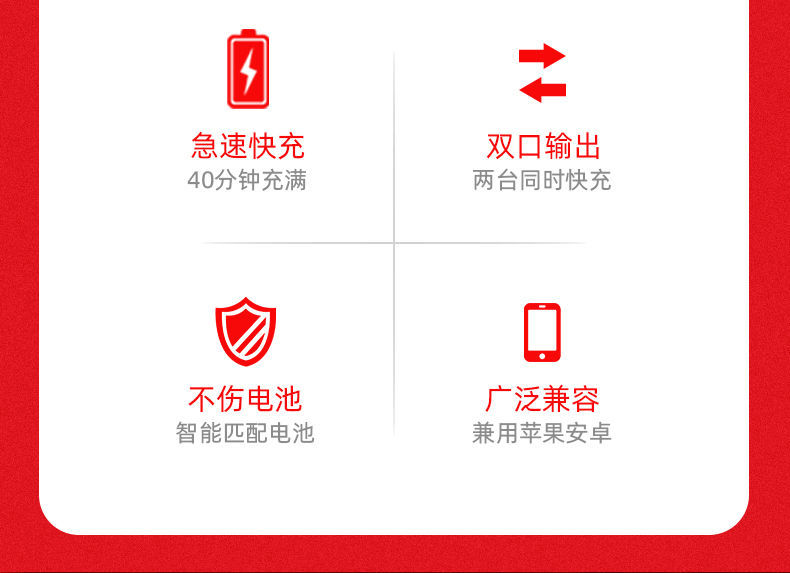 急速快充
40分钟充满
双口输出
两台同时快充
不伤电池
智能匹配电池
广泛兼容
兼用苹果安卓